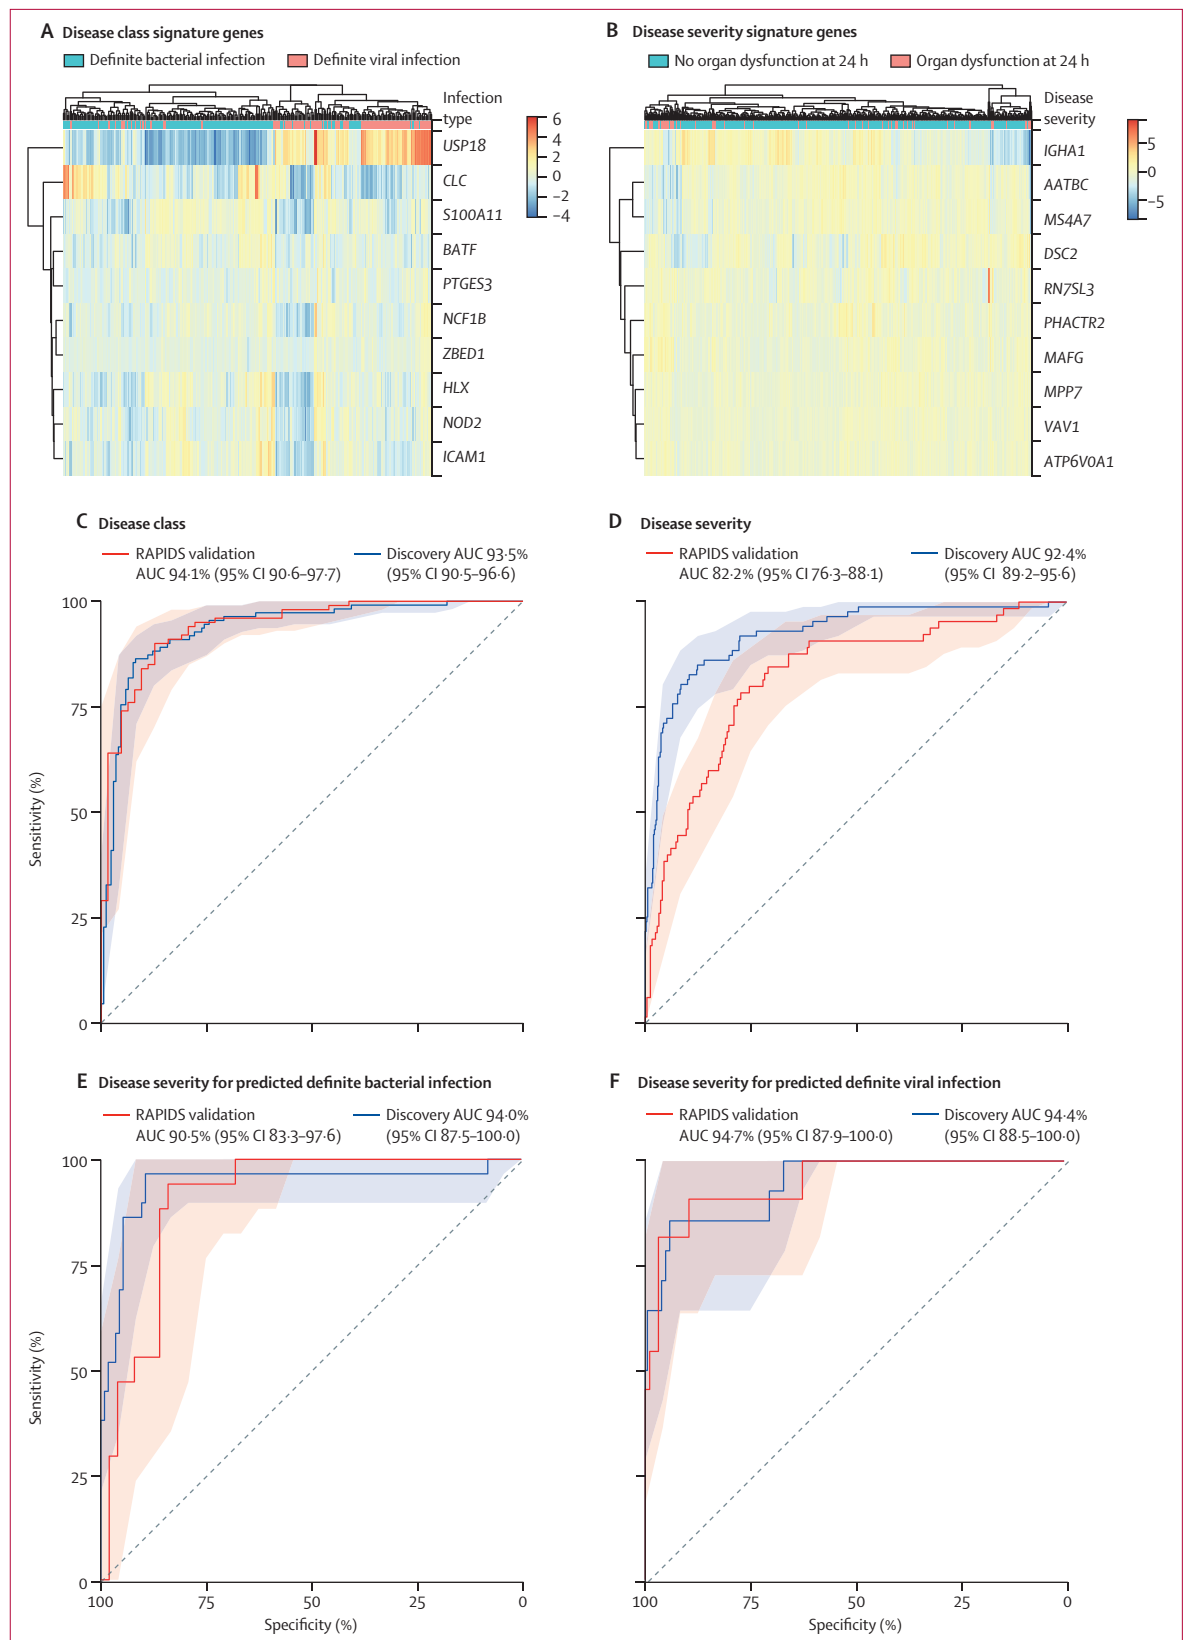 A Disease class signature genes
Definite bacterial infection
Definite viral infection
Infection
type
USP18
CLC
S100A11
BATF
PTGES3
NCF1B
ZBED1
HLX
NOD2
ICAM1
6
4
2
0
−2
−4
B Disease severity signature genes
No organ dysfunction at 24 h
Organ dysfunction at 24 h
Disease
severity
IGHA1
AATBC
MS4A7
DSC2
RN7SL3
PHACTR2
MAFG
MPP7
VAV1
ATP6V0A1
5
0
−5
C Disease class
RAPIDS validation
AUC 94·1% (95% CI 90·6–97·7)
Discovery AUC 93·5%
(95% CI 90·5–96·6)
100
75
50
25
0
Sensitivity (%)
D Disease severity
RAPIDS validation
AUC 82·2% (95% CI 76·3–88·1)
Discovery AUC 92·4%
(95% CI 89·2–95·6)
E Disease severity for predicted definite bacterial infection
RAPIDS validation
AUC 90·5% (95% CI 83·3–97·6)
Discovery AUC 94·0%
(95% CI 87·5–100·0)
100
75
50
25
0
Sensitivity (%)
100 75 50 25 0
Specificity (%)
F Disease severity for predicted definite viral infection
RAPIDS validation
AUC 94·7% (95% CI 87·9–100·0)
Discovery AUC 94·4%
(95% CI 88·5–100·0)
100 75 50 25 0
Specificity (%)